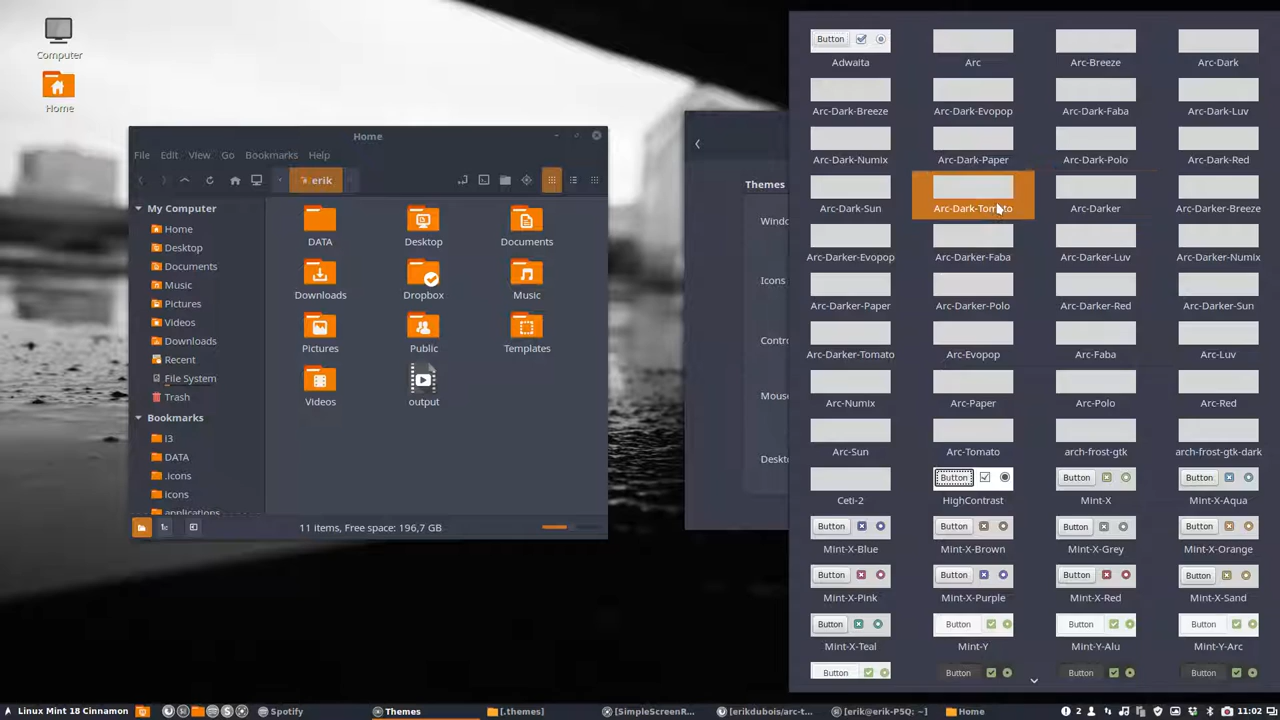 Computer
Home
Home
File Edit View Go Bookmarks Help
erik
My Computer
Home
Desktop
Documents
Music
Pictures
Videos
Downloads
Recent
File System
Trash
Bookmarks
i3
DATA
.icons
icons
applications
DATA
Desktop
Documents
Downloads
Dropbox
Music
Pictures
Public
Templates
Videos
output
11 items, Free space: 196,7 GB
Themes
Icons
Mouse
Button
Adwaita
Arc
Arc-Breeze
Arc-Dark
Arc-Dark-Breeze
Arc-Dark-Evopop
Arc-Dark-Faba
Arc-Dark-Luv
Arc-Dark-Numix
Arc-Dark-Paper
Arc-Dark-Polo
Arc-Dark-Red
Arc-Dark-Sun
Arc-Dark-Tomato
Arc-Darker
Arc-Darker-Breeze
Arc-Darker-Evopop
Arc-Darker-Faba
Arc-Darker-Luv
Arc-Darker-Numix
Arc-Darker-Paper
Arc-Darker-Polo
Arc-Darker-Red
Arc-Darker-Sun
Arc-Darker-Tomato
Arc-Evopop
Arc-Faba
Arc-Luv
Arc-Numix
Arc-Paper
Arc-Polo
Arc-Red
Arc-Sun
Arc-Tomato
arch-frost-gtk
arch-frost-gtk-dark
Button Button Button
Ceti-2
HighContrast
Mint-X
Mint-X-Aqua
Button Button Button Button
Mint-X-Blue
Mint-X-Brown
Mint-X-Grey
Mint-X-Orange
Button Button Button Button
Mint-X-Pink
Mint-X-Purple
Mint-X-Red
Mint-X-Sand
Button Button Button Button
Mint-X-Teal
Mint-Y
Mint-Y-Alu
Mint-Y-Arc
Button Button Button Button
Linux Mint 18 Cinnamon
Spotify
Themes
[.themes]
[SimpleScreenR...
[erikdubois/arc-t...
[erik@erik-P5Q: ~]
Home
2
11:02